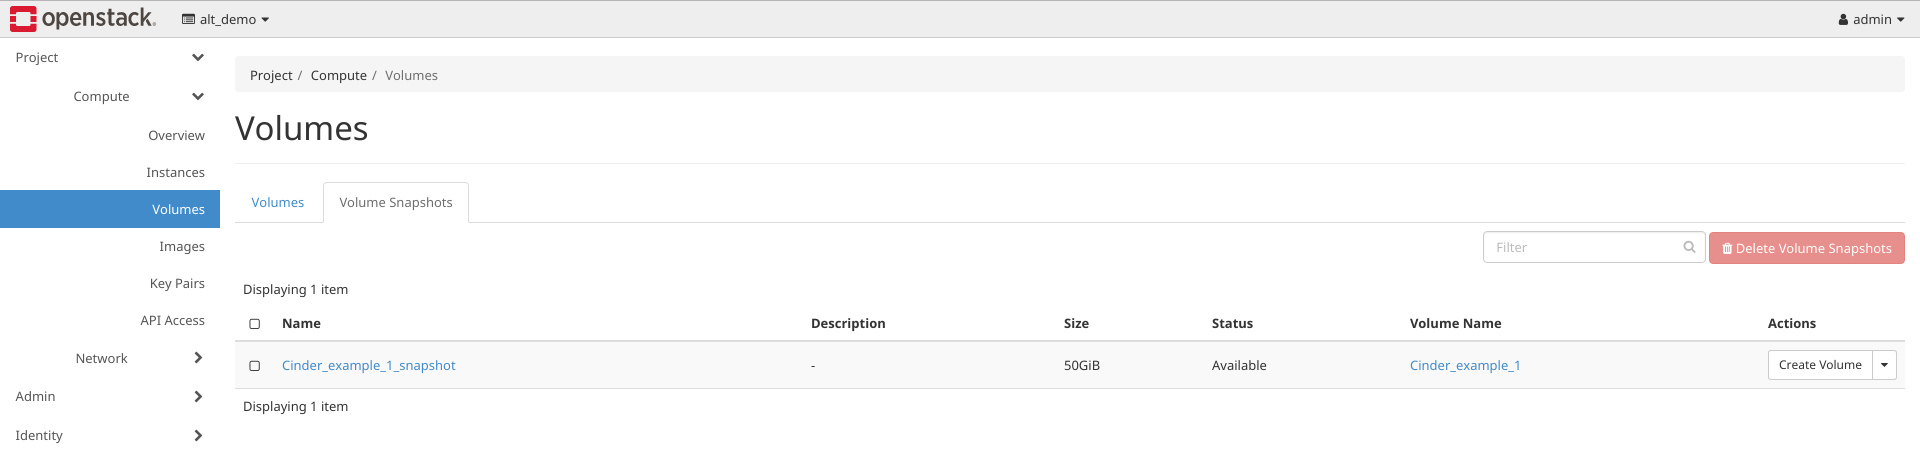 openstack. alt_demo admin
Project
Project / Compute / Volumes
Compute
Volumes
Overview
Instances
Volumes
Volumes Volume Snapshots
Images
Filter Delete Volume Snapshots
Key Pairs
Displaying 1 item
API Access
Name Description Size Status Volume Name Actions
Network
Cinder_example_1_snapshot - 50GiB Available Cinder_example_1 Create Volume
Admin
Displaying 1 item
Identity